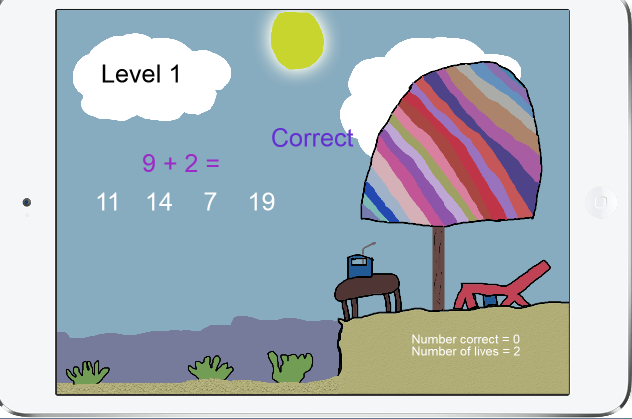 Level 1
Correct
9 + 2 =
11 14 7 19
Number correct = 0
Number of lives = 2